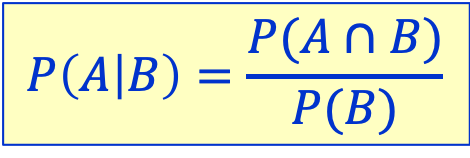 P(A|B) = P(A ∩ B) / P(B)